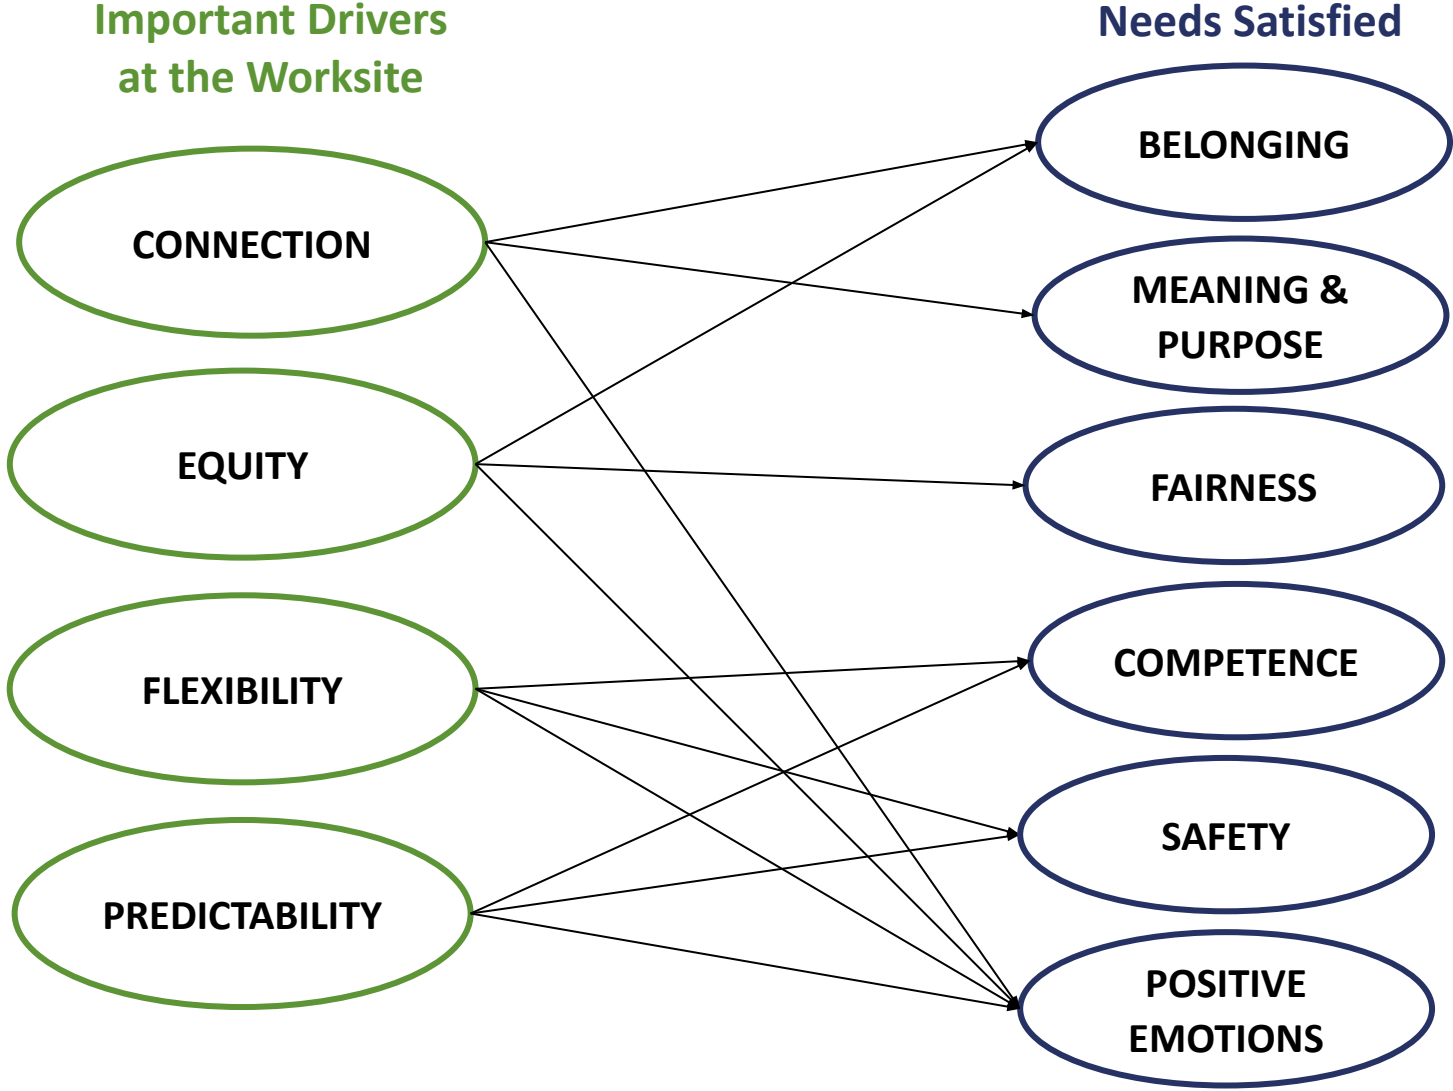 Important Drivers
at the Worksite
CONNECTION
EQUITY
FLEXIBILITY
PREDICTABILITY
Needs Satisfied
BELONGING
MEANING &
PURPOSE
FAIRNESS
COMPETENCE
SAFETY
POSITIVE
EMOTIONS